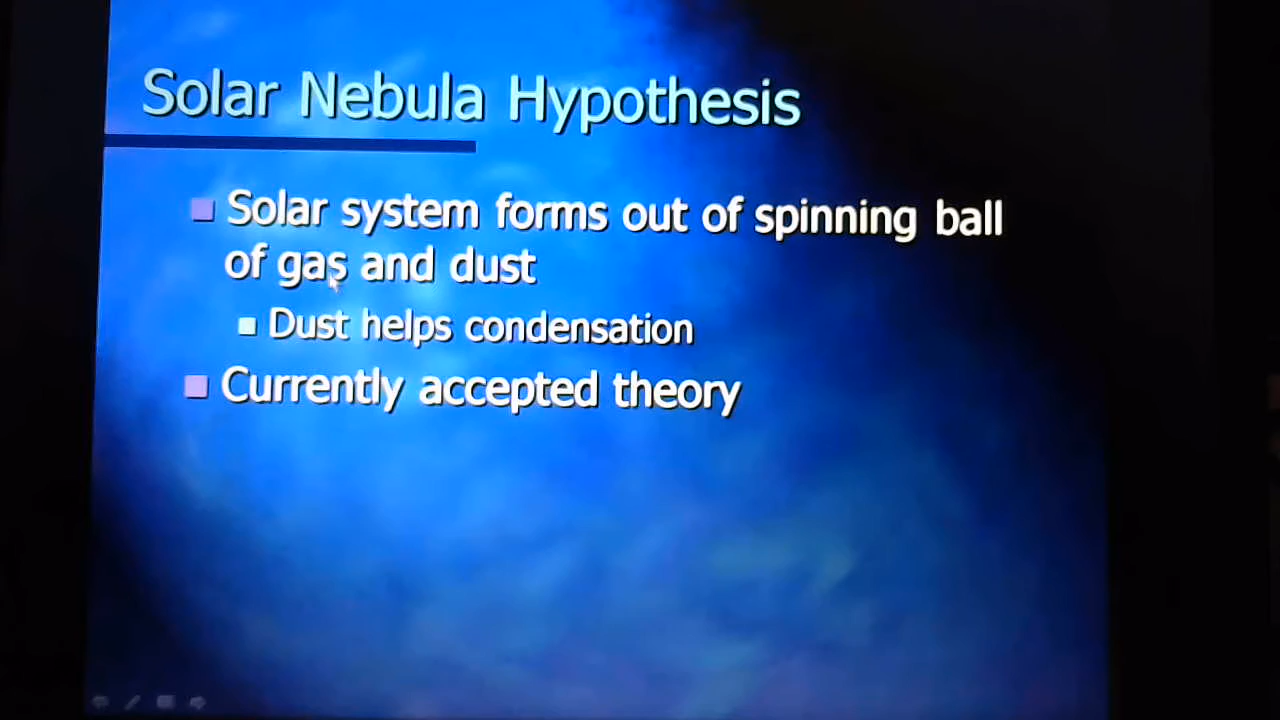 Solar Nebula Hypothesis
Solar system forms out of spinning ball
of gas and dust
Dust helps condensation
Currently accepted theory